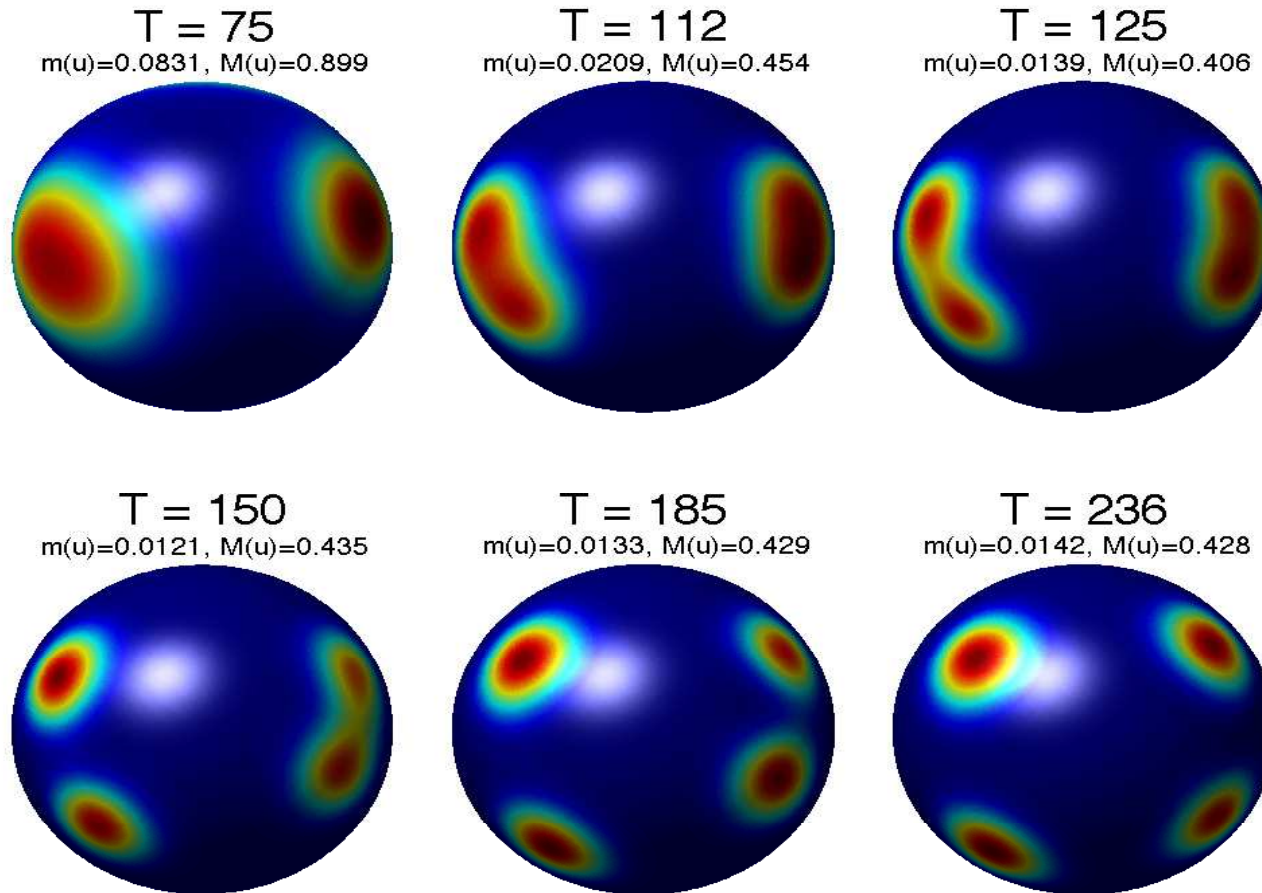 T = 75
m(u)=0.0831, M(u)=0.899
T = 112
m(u)=0.0209, M(u)=0.454
T = 125
m(u)=0.0139, M(u)=0.406
T = 150
m(u)=0.0121, M(u)=0.435
T = 185
m(u)=0.0133, M(u)=0.429
T = 236
m(u)=0.0142, M(u)=0.428